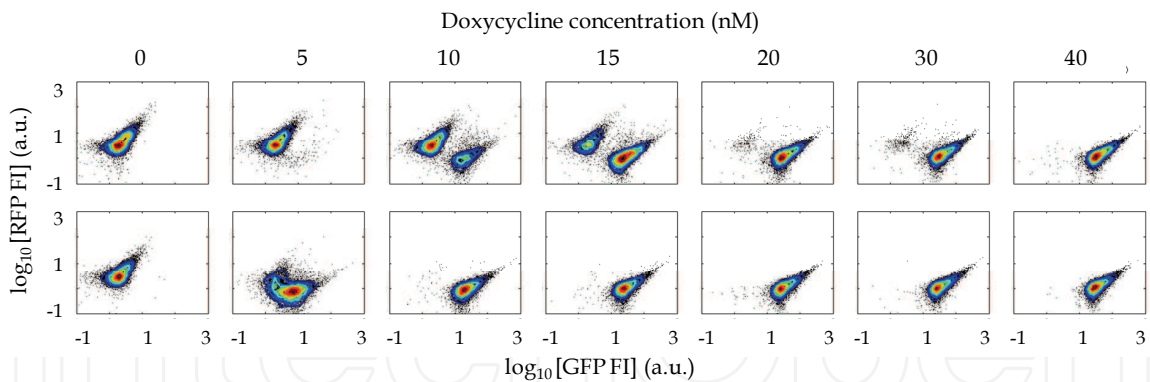 Doxycycline concentration (nM)
0 5 10 15 20 30 40
log10[RFP FI] (a.u.)
3
1
-1
3
1
-1
-1 1 3 -1 1 3 -1 1 3 -1 1 3 -1 1 3 -1 1 3 -1 1 3
log10[GFP FI] (a.u.)